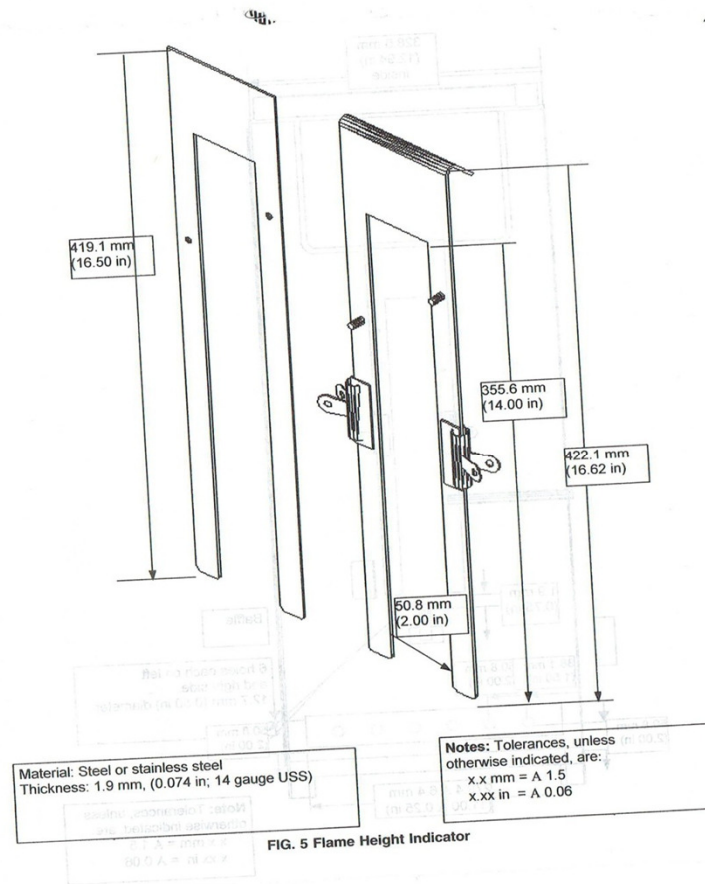 419.1 mm
(16.50 in)
355.6 mm
(14.00 in)
422.1 mm
(16.62 in)
50.8 mm
(2.00 in)
Material: Steel or stainless steel
Thickness: 1.9 mm, (0.074 in; 14 gauge USS)
Notes: Tolerances, unless
otherwise indicated, are:
x.x mm = A 1.5
x.xx in = A 0.06
FIG. 5 Flame Height Indicator